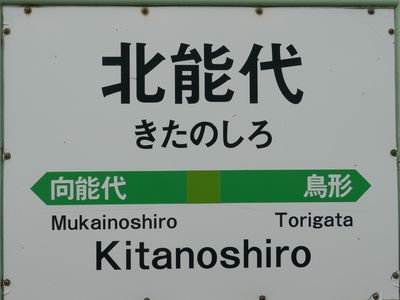 北能代
きたのしろ
向能代 鳥形
Mukainoshiro Torigata
Kitanoshiro